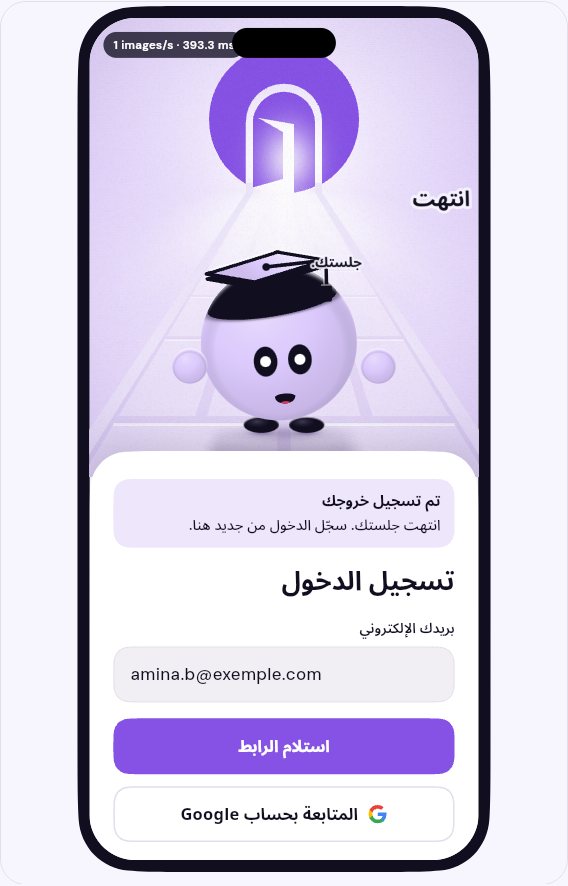 1 images/s · 393.3 ms
انتهت
جلستك.
تم تسجيل خروجك
انتهت جلستك. سجّل الدخول من جديد هنا.
تسجيل الدخول
بريدك الإلكتروني
amina.b@exemple.com
استلام الرابط
المتابعة بحساب Google